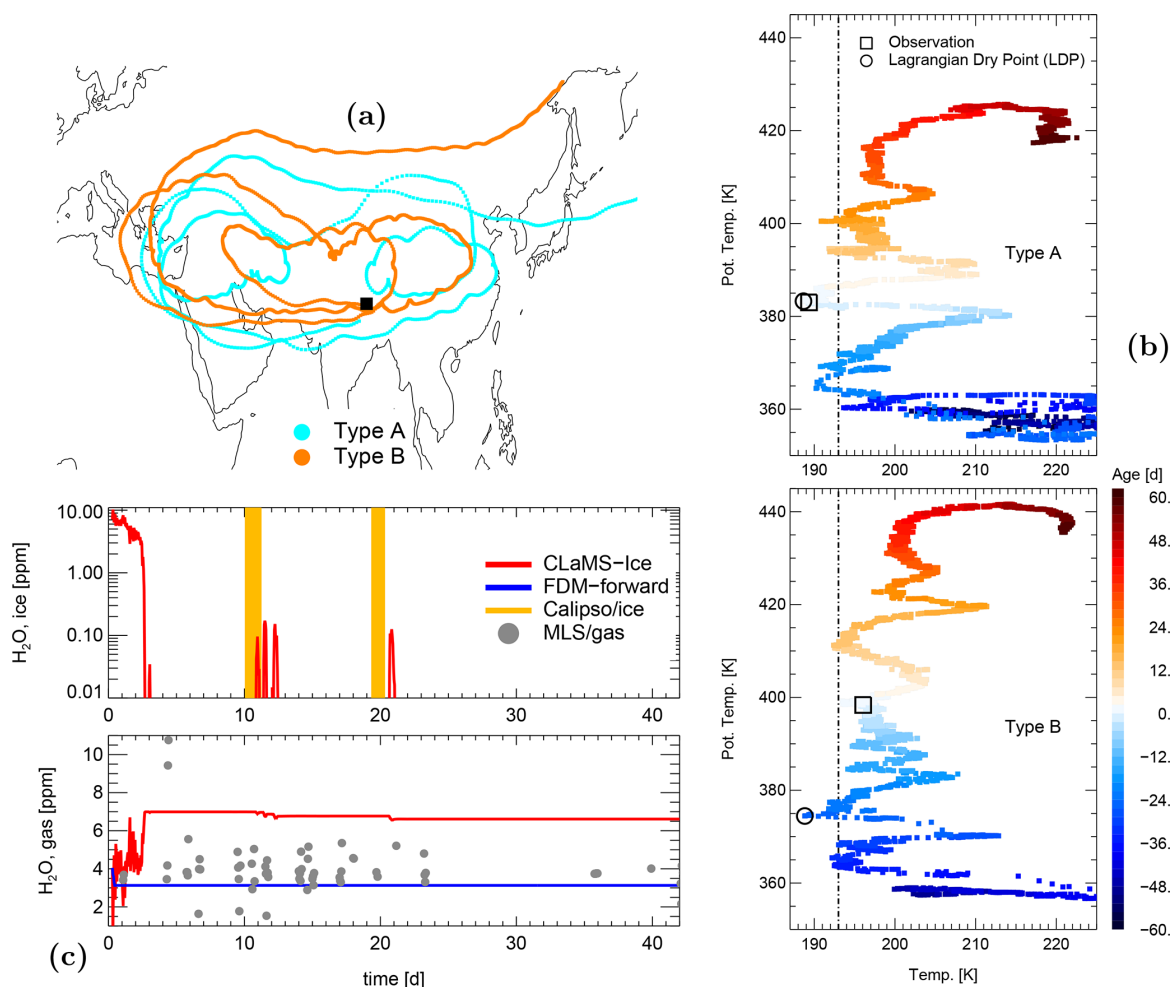 (a)
Type A
Type B
10.00
1.00
0.10
0.01
H₂O, ice [ppm]
CLaMS−Ice
FDM−forward
Calipso/ice
MLS/gas
0 10 20 30 40
10
8
6
4
2
H₂O, gas [ppm]
0 10 20 30 40
(c)
time [d]
440
420
400
380
360
Pot. Temp. [K]
Observation
Lagrangian Dry Point (LDP)
Type A
190 200 210 220
(b)
440
420
400
380
360
Pot. Temp. [K]
Type B
190 200 210 220
Temp. [K]
Age [d]
60.
48.
36.
24.
12.
0.
−12.
−24.
−36.
−48.
−60.